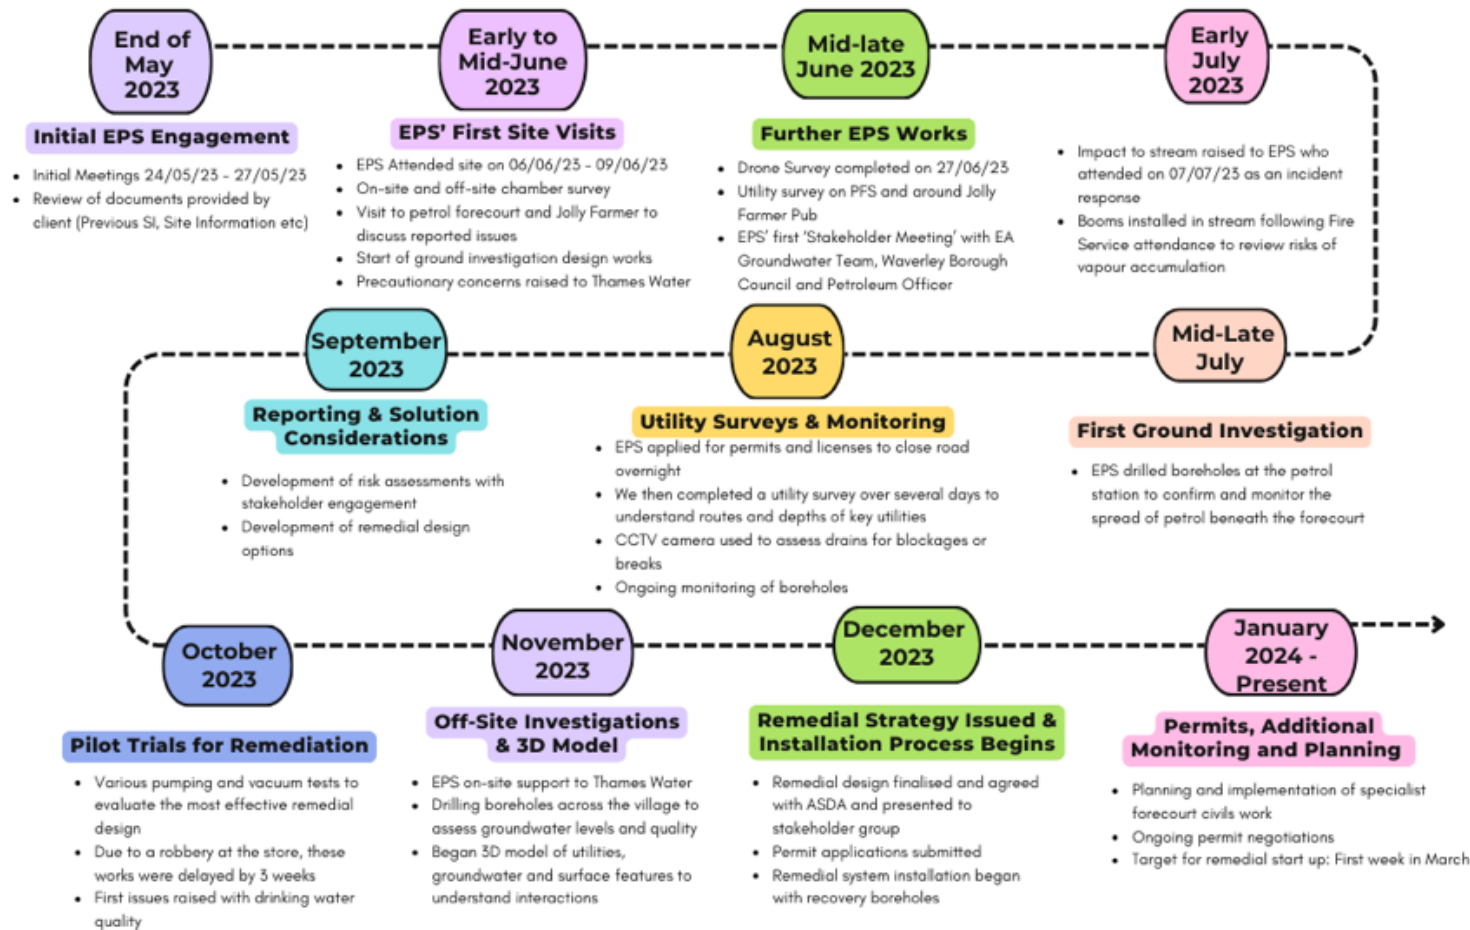 End of
May
2023
Initial EPS Engagement
• Initial Meetings 24/05/23 - 27/05/23
• Review of documents provided by
client (Previous SI, Site Information etc)
Early to
Mid-June
2023
EPS' First Site Visits
• EPS Attended site on 06/06/23 - 09/06/23
• On-site and off-site chamber survey
• Visit to petrol forecourt and Jolly Farmer to
discuss reported issues
• Start of ground investigation design works
• Precautionary concerns raised to Thames Water
Mid-late
June 2023
Further EPS Works
• Drone Survey completed on 27/06/23
• Utility survey on PFS and around Jolly
Farmer Pub
• EPS' first 'Stakeholder Meeting' with EA
Groundwater Team, Waverley Borough
Council and Petroleum Officer
Early
July
2023
• Impact to stream raised to EPS who
attended on 07/07/23 as an incident
response
• Booms installed in stream following Fire
Service attendance to review risks of
vapour accumulation
Mid-Late
July
First Ground Investigation
• EPS drilled boreholes at the petrol
station to confirm and monitor the
spread of petrol beneath the forecourt
August
2023
Utility Surveys & Monitoring
• EPS applied for permits and licenses to close road
overnight
• We then completed a utility survey over several days to
understand routes and depths of key utilities
• CCTV camera used to assess drains for blockages or
breaks
• Ongoing monitoring of boreholes
September
2023
Reporting & Solution
Considerations
• Development of risk assessments with
stakeholder engagement
• Development of remedial design
options
October
2023
Pilot Trials for Remediation
• Various pumping and vacuum tests to
evaluate the most effective remedial
design
• Due to a robbery at the store, these
works were delayed by 3 weeks
• First issues raised with drinking water
quality
November
2023
Off-Site Investigations
& 3D Model
• EPS on-site support to Thames Water
• Drilling boreholes across the village to
assess groundwater levels and quality
• Began 3D model of utilities,
groundwater and surface features to
understand interactions
December
2023
Remedial Strategy Issued &
Installation Process Begins
• Remedial design finalised and agreed
with ASDA and presented to
stakeholder group
• Permit applications submitted
• Remedial system installation began
with recovery boreholes
January
2024 -
Present
Permits, Additional
Monitoring and Planning
• Planning and implementation of specialist
forecourt civils work
• Ongoing permit negotiations
• Target for remedial start up: First week in March